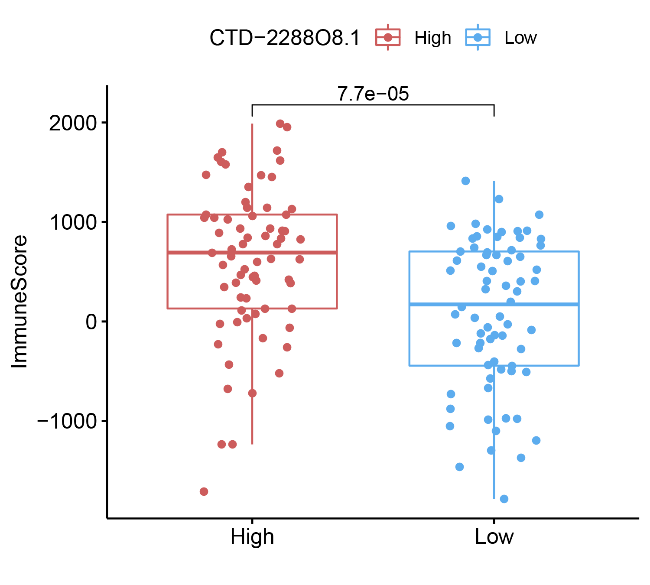 CTD−2288O8.1 High Low
7.7e−05
2000
1000
0
−1000
ImmuneScore
High Low